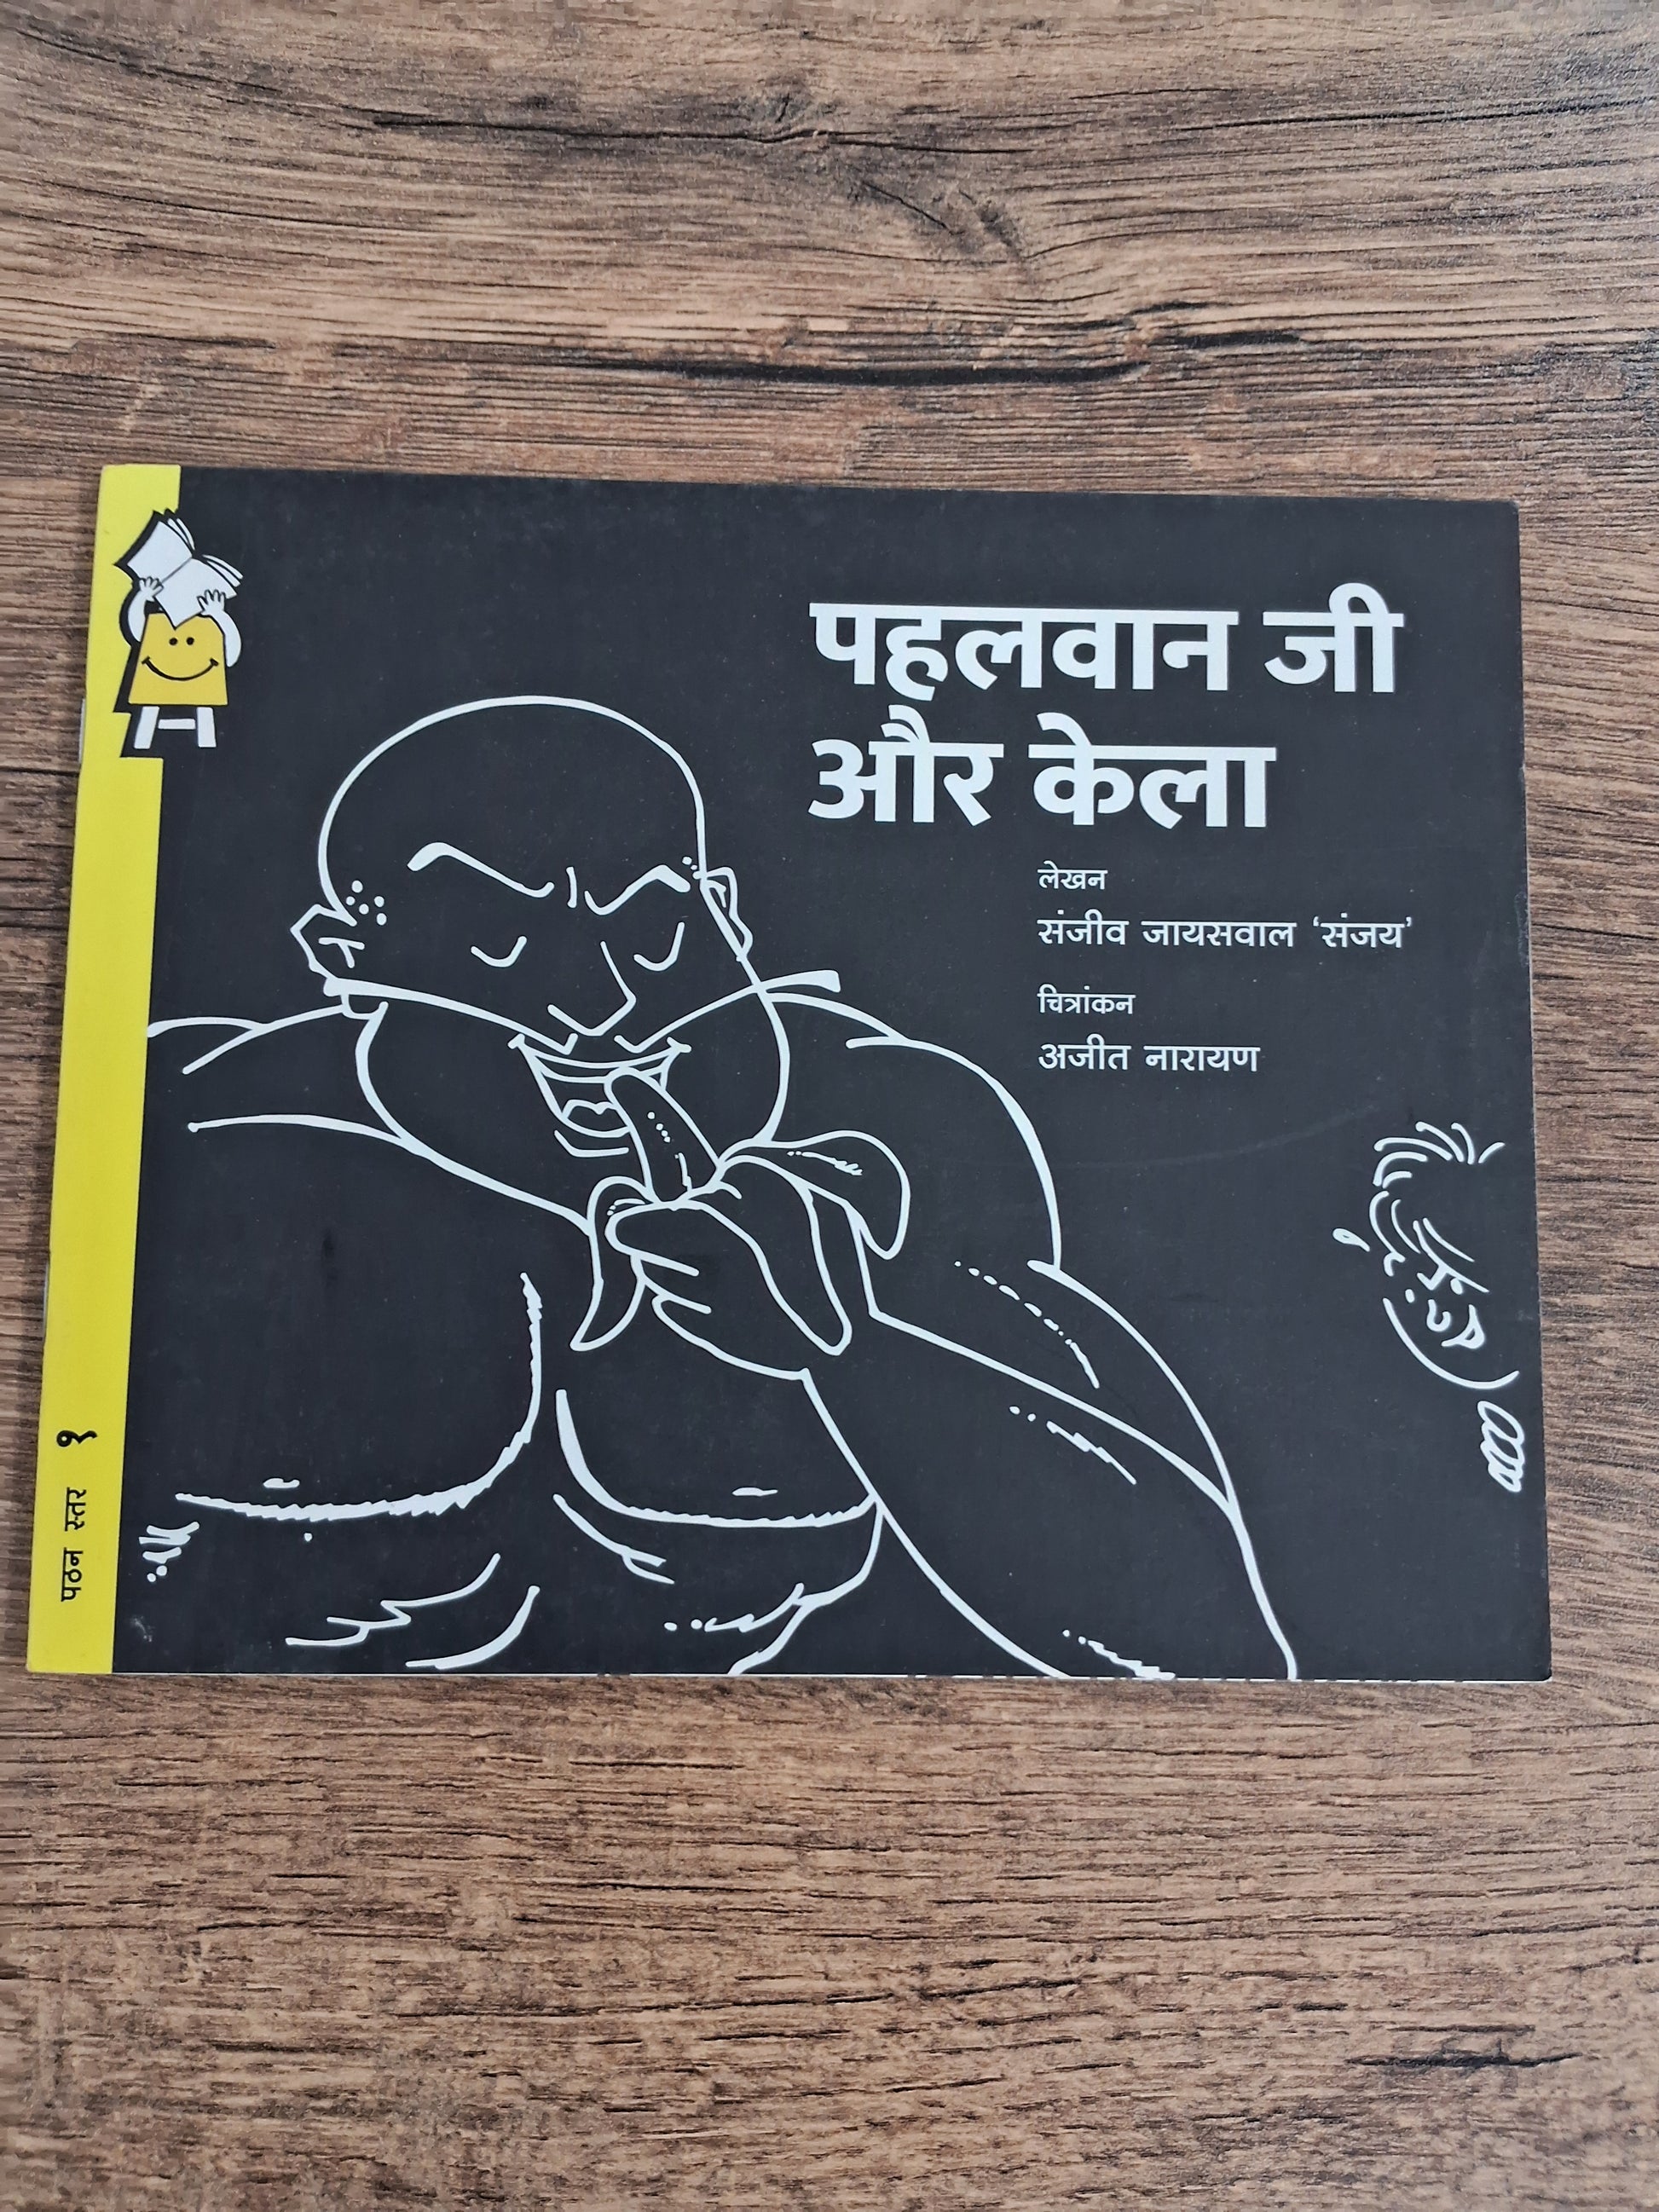 पहलवान जी
और केला
लेखन
संजीव जायसवाल ‘संजय’
चित्रांकन
अजीत नारायण
पठन स्तर १